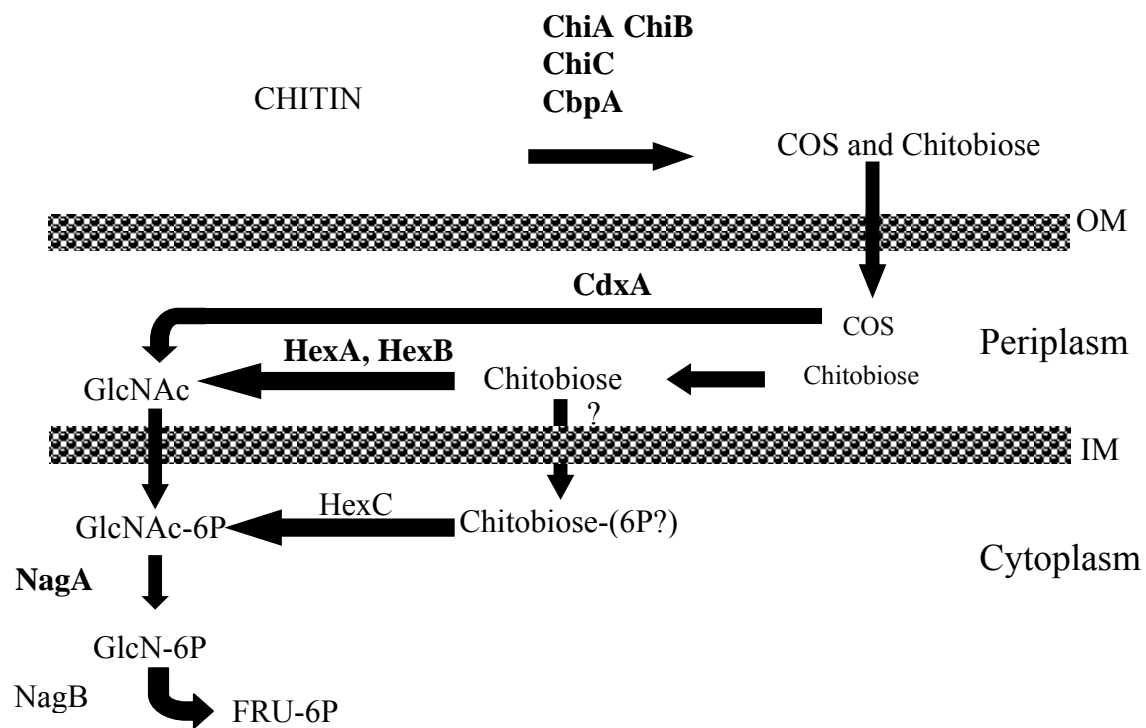 ChiA ChiB
ChiC
CbpA
CHITIN
COS and Chitobiose
OM
CdxA
COS
Periplasm
HexA, HexB
GlcNAc
Chitobiose
Chitobiose
?
IM
HexC
GlcNAc-6P
Chitobiose-(6P?)
Cytoplasm
NagA
GlcN-6P
NagB
FRU-6P